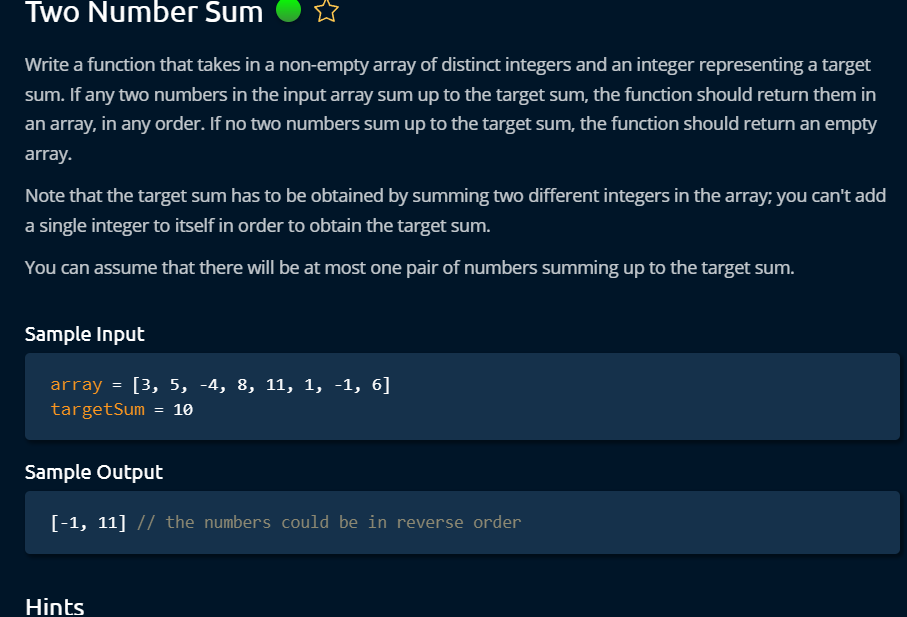 Two Number Sum
Write a function that takes in a non-empty array of distinct integers and an integer representing a target
sum. If any two numbers in the input array sum up to the target sum, the function should return them in
an array, in any order. If no two numbers sum up to the target sum, the function should return an empty
array.
Note that the target sum has to be obtained by summing two different integers in the array; you can't add
a single integer to itself in order to obtain the target sum.
You can assume that there will be at most one pair of numbers summing up to the target sum.
Sample Input
array = [3, 5, -4, 8, 11, 1, -1, 6]
targetSum = 10
Sample Output
[-1, 11] // the numbers could be in reverse order
Hints